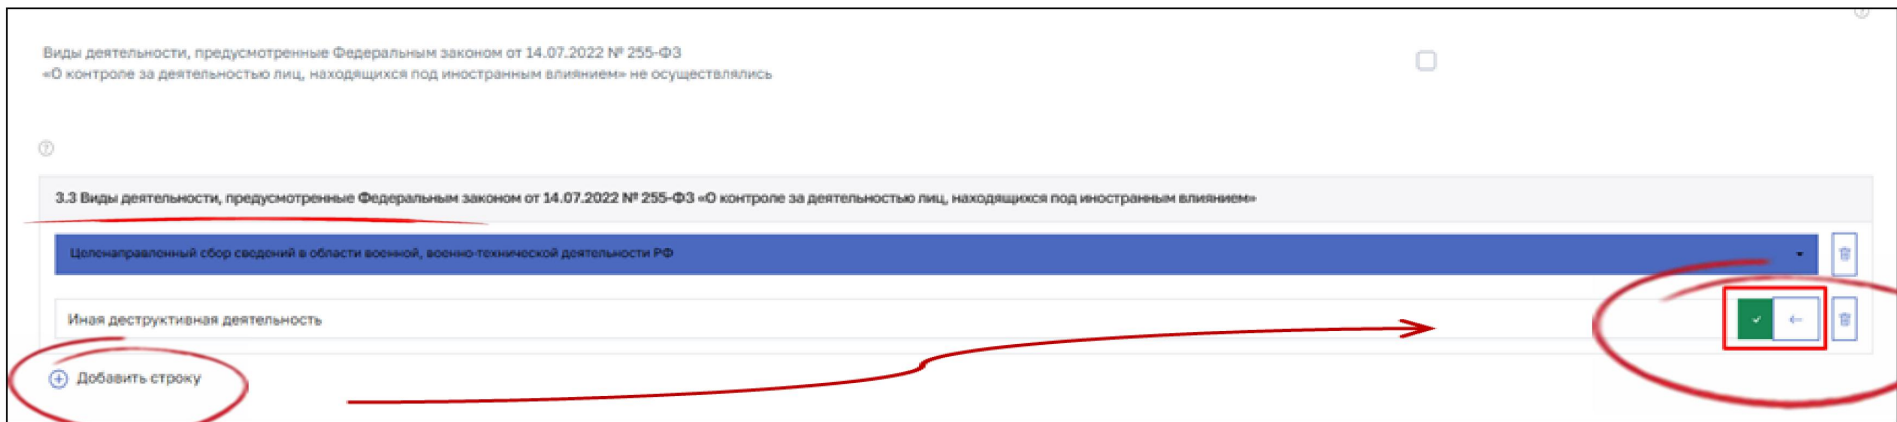 Виды деятельности, предусмотренные Федеральным законом от 14.07.2022 № 255-ФЗ
«О контроле за деятельностью лиц, находящихся под иностранным влиянием» не осуществлялись
3.3 Виды деятельности, предусмотренные Федеральным законом от 14.07.2022 № 255-ФЗ «О контроле за деятельностью лиц, находящихся под иностранным влиянием»
Целенаправленный сбор сведений в области военной, военно-технической деятельности РФ
Иная деструктивная деятельность
Добавить строку